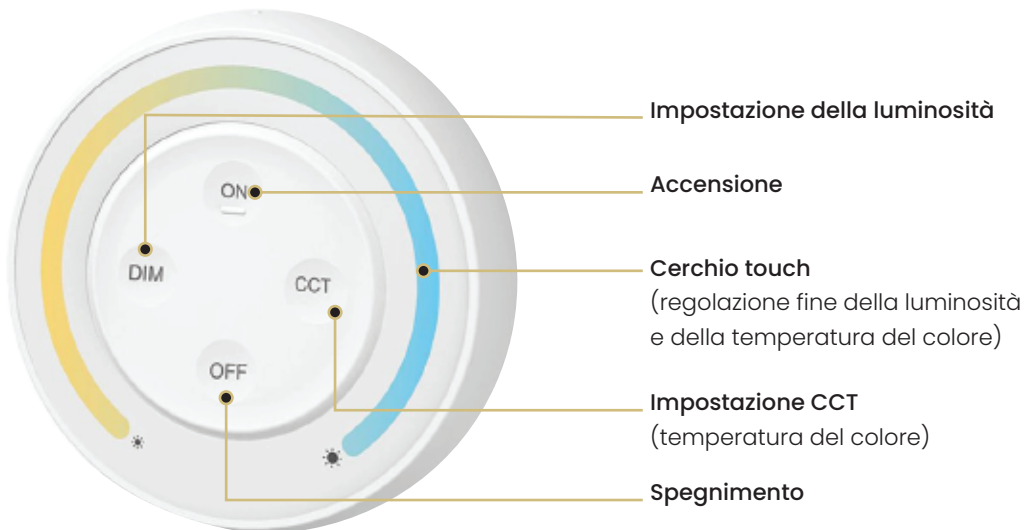 Impostazione della luminosità
ON
Accensione
Cerchio touch
DIM
CCT
(regolazione fine della luminosità
e della temperatura del colore)
OFF
Impostazione CCT
(temperatura del colore)
Spegnimento